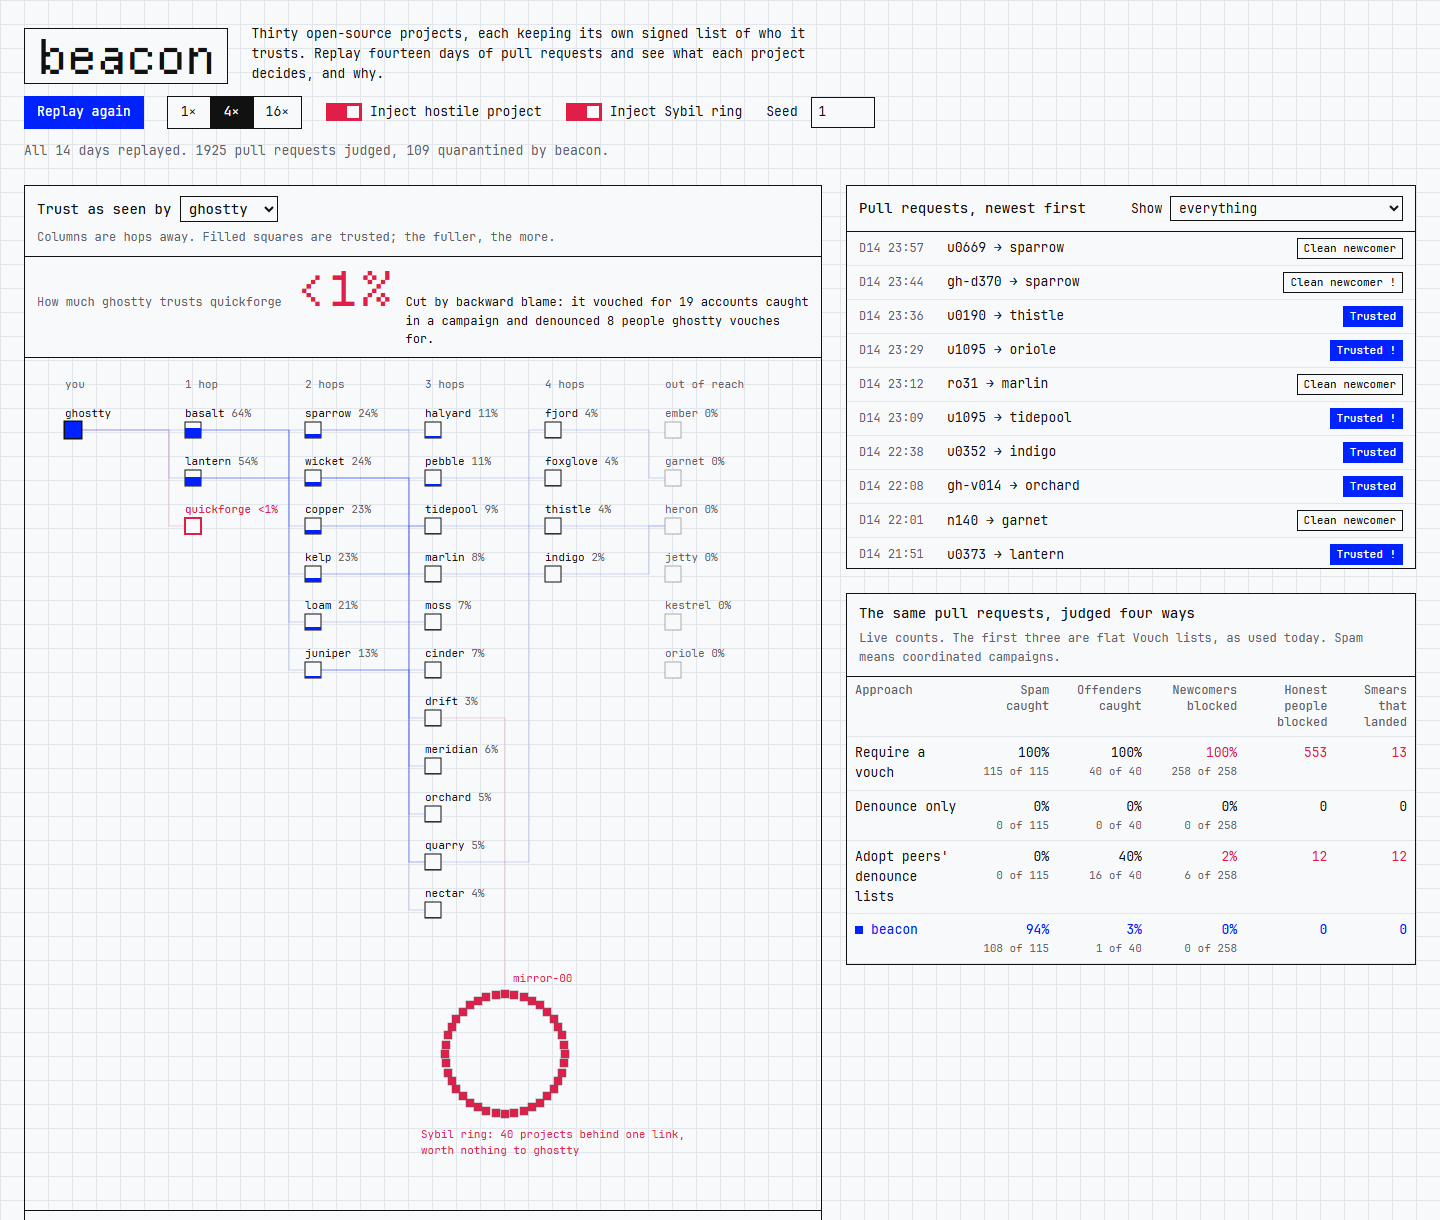 beacon
Thirty open-source projects, each keeping its own signed list of who it
trusts. Replay fourteen days of pull requests and see what each project
decides, and why.
Replay again
1×
4×
16×
Inject hostile project
Inject Sybil ring
Seed
1
All 14 days replayed. 1925 pull requests judged, 109 quarantined by beacon.
Trust as seen by ghostty
Columns are hops away. Filled squares are trusted; the fuller, the more.
How much ghostty trusts quickforge
<1%
Cut by backward blame: it vouched for 19 accounts caught
in a campaign and denounced 8 people ghostty vouches
for.
you
1 hop
2 hops
3 hops
4 hops
out of reach
ghostty
basalt 64%
sparrow 24%
halyard 11%
fjord 4%
ember 0%
lantern 54%
wicket 24%
pebble 11%
foxglove 4%
garnet 0%
quickforge <1%
copper 23%
tidepool 9%
thistle 4%
heron 0%
kelp 23%
marlin 8%
indigo 2%
jetty 0%
loam 21%
moss 7%
kestrel 0%
juniper 13%
cinder 7%
oriole 0%
drift 3%
meridian 6%
orchard 5%
quarry 5%
nectar 4%
mirror-00
Sybil ring: 40 projects behind one link,
worth nothing to ghostty
Pull requests, newest first
Show everything
D14 23:57 u0669 → sparrow Clean newcomer
D14 23:44 gh-d370 → sparrow Clean newcomer !
D14 23:36 u0190 → thistle Trusted
D14 23:29 u1095 → oriole Trusted !
D14 23:12 ro31 → marlin Clean newcomer
D14 23:09 u1095 → tidepool Trusted !
D14 22:38 u0352 → indigo Trusted
D14 22:08 gh-v014 → orchard Trusted
D14 22:01 n140 → garnet Clean newcomer
D14 21:51 u0373 → lantern Trusted !
The same pull requests, judged four ways
Live counts. The first three are flat Vouch lists, as used today. Spam
means coordinated campaigns.
Approach Spam Offenders Newcomers Honest Smears
caught caught blocked people that
blocked landed
Require a 100% 100% 100% 553 13
vouch 115 of 115 40 of 40 258 of 258
Denounce only 0% 0% 0% 0 0
0 of 115 0 of 40 0 of 258
Adopt peers' 0% 40% 2% 12 12
denounce 0 of 115 16 of 40 6 of 258
lists
beacon 94% 3% 0% 0 0
108 of 115 1 of 40 0 of 258